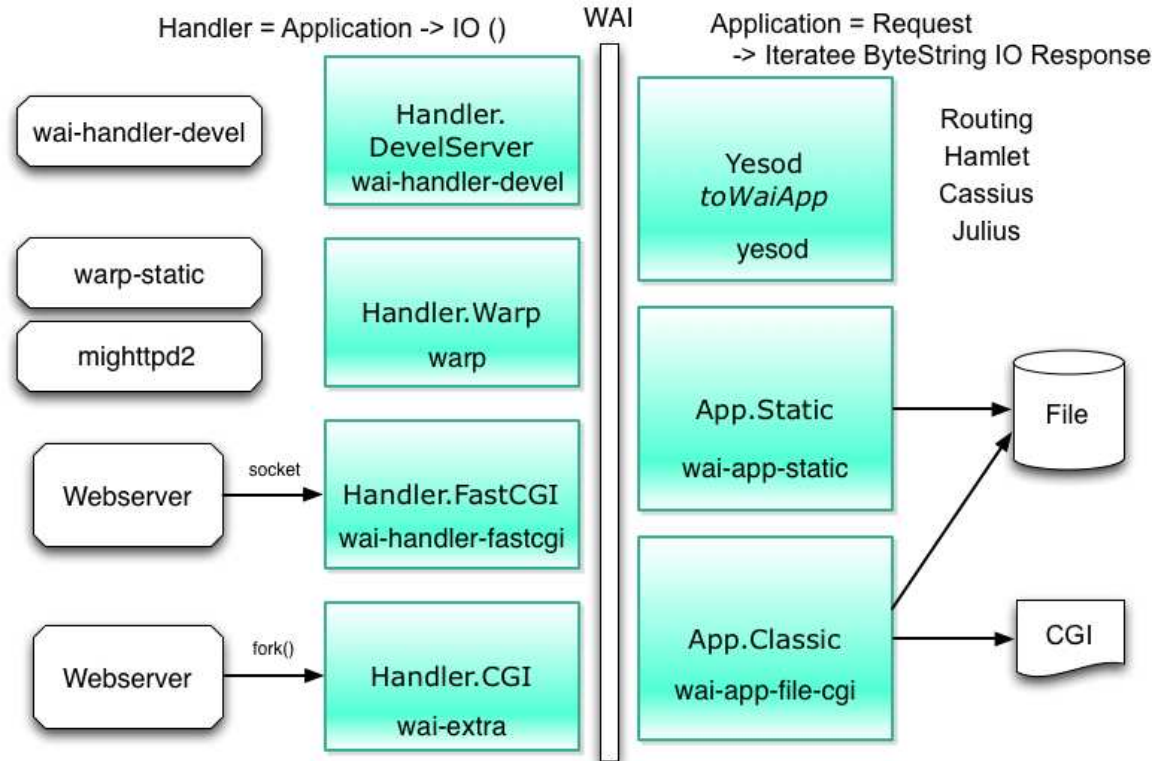 Handler = Application -> IO ()
WAI
Application = Request
-> Iteratee ByteString IO Response
wai-handler-devel
Handler.
DevelServer
wai-handler-devel
Yesod
toWaiApp
yesod
Routing
Hamlet
Cassius
Julius
warp-static
mighttpd2
Handler.Warp
warp
App.Static
wai-app-static
File
Webserver
socket
Handler.FastCGI
wai-handler-fastcgi
Webserver
fork()
Handler.CGI
wai-extra
App.Classic
wai-app-file-cgi
CGI